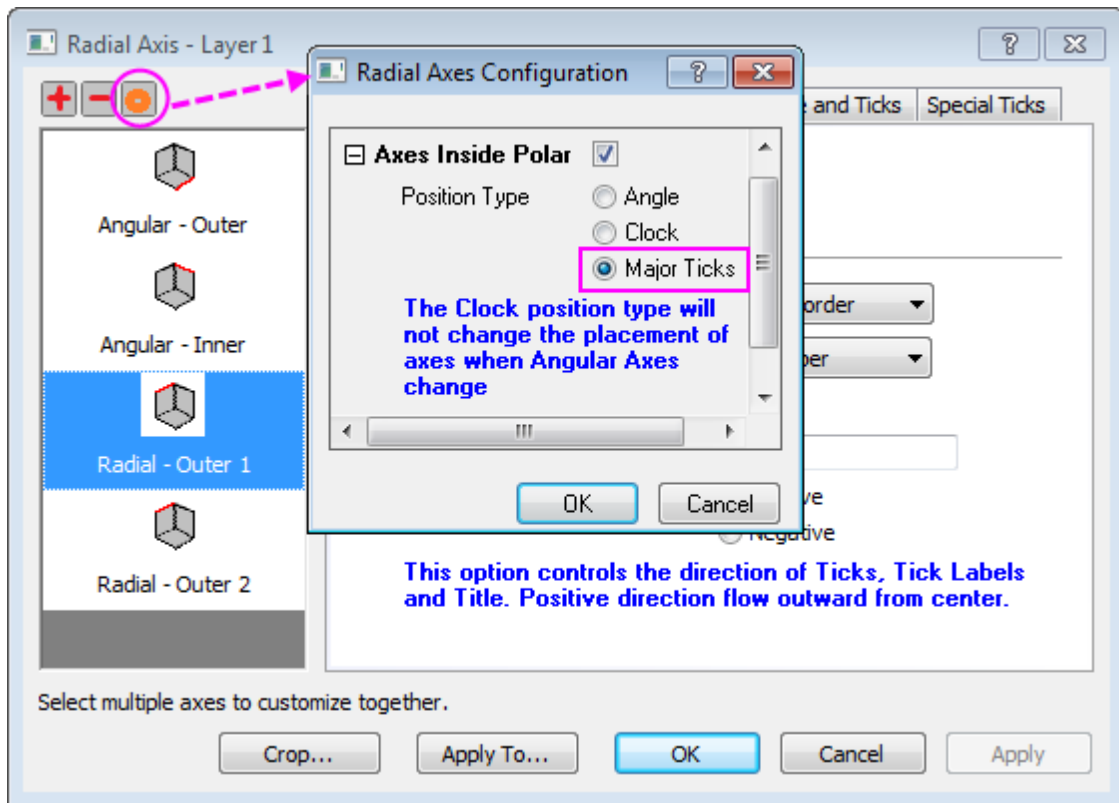 Radial Axis - Layer 1
Radial Axes Configuration
and Ticks
Special Ticks
Axes Inside Polar
Position Type
Angle
Clock
Major Ticks
The Clock position type will
not change the placement of
axes when Angular Axes
change
OK
Cancel
Angular - Outer
Angular - Inner
Radial - Outer 1
Radial - Outer 2
This option controls the direction of Ticks, Tick Labels
and Title. Positive direction flow outward from center.
Select multiple axes to customize together.
Crop...
Apply To...
OK
Cancel
Apply